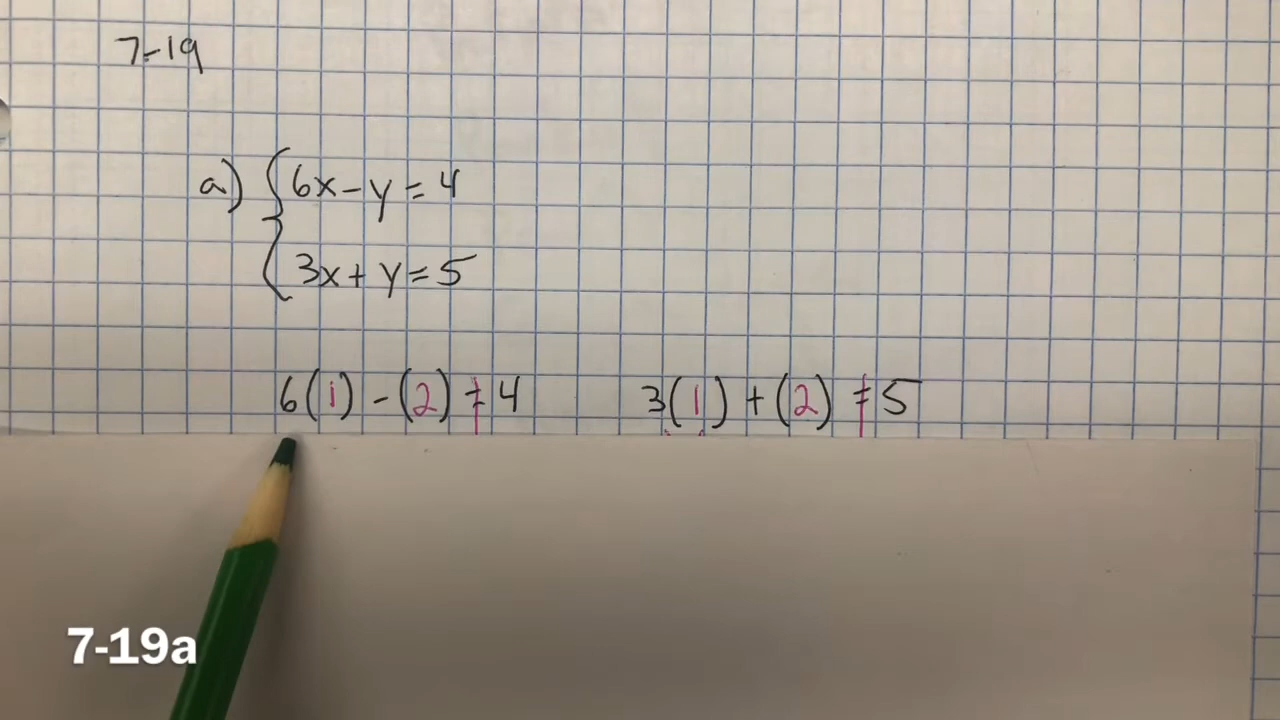 7-19
a) { 6x - y = 4
3x + y = 5
6(1) - (2) = 4 3(1) + (2) = 5
7-19a